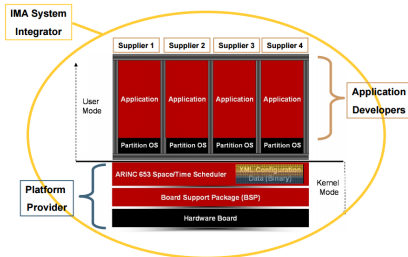 IMA System
Integrator
Supplier 1
Supplier 2
Supplier 3
Supplier 4
User
Mode
Application
Application
Application
Application
Partition OS
Partition OS
Partition OS
Partition OS
Application
Developers
Platform
Provider
ARINC 653 Space/Time Scheduler
XML Configuration
Data (Binary)
Board Support Package (BSP)
Hardware Board
Kernel
Mode